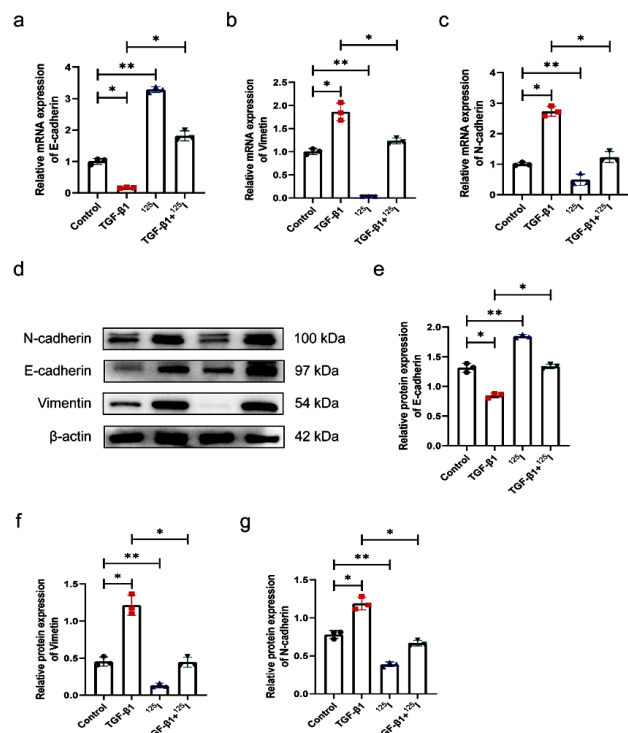 a
Relative mRNA expression
of E-cadherin
4
3
2
1
0
*
**
*
Control
TGF-β1
¹²⁵I
TGF-β1+¹²⁵I
b
Relative mRNA expression
of Vimetin
2.5
2.0
1.5
1.0
0.5
0.0
*
**
*
Control
TGF-β1
¹²⁵I
TGF-β1+¹²⁵I
c
Relative mRNA expression
of N-cadherin
4
2
0
*
**
*
Control
TGF-β1
¹²⁵I
TGF-β1+¹²⁵I
d
N-cadherin 100 kDa
E-cadherin 97 kDa
Vimentin 54 kDa
β-actin 42 kDa
e
Relative protein expression
of E-cadherin
2.0
1.5
1.0
0.5
0.0
*
**
*
Control
TGF-β1
¹²⁵I
TGF-β1+¹²⁵I
f
Relative protein expression
of Vimetin
1.5
1.0
0.5
0.0
*
**
*
Control
TGF-β1
¹²⁵I
GF-β1+¹²⁵I
g
Relative protein expression
of N-cadherin
1.5
1.0
0.5
0.0
*
**
*
Control
TGF-β1
¹²⁵I
GF-β1+¹²⁵I